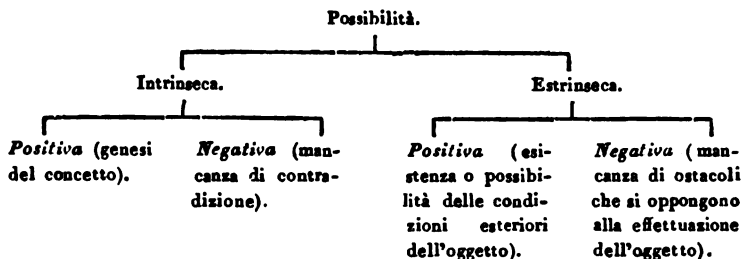 Possibilità.
Intrinseca.
Estrinseca.
Positiva (genesi
del concetto).
Negativa (man-
canza di contra-
dizione).
Positiva (esi-
stenza o possibi-
lità delle condi-
zioni esteriori
dell'oggetto).
Negativa (man-
canza di ostacoli
che si oppongono
alla effettuazione
dell'oggetto).